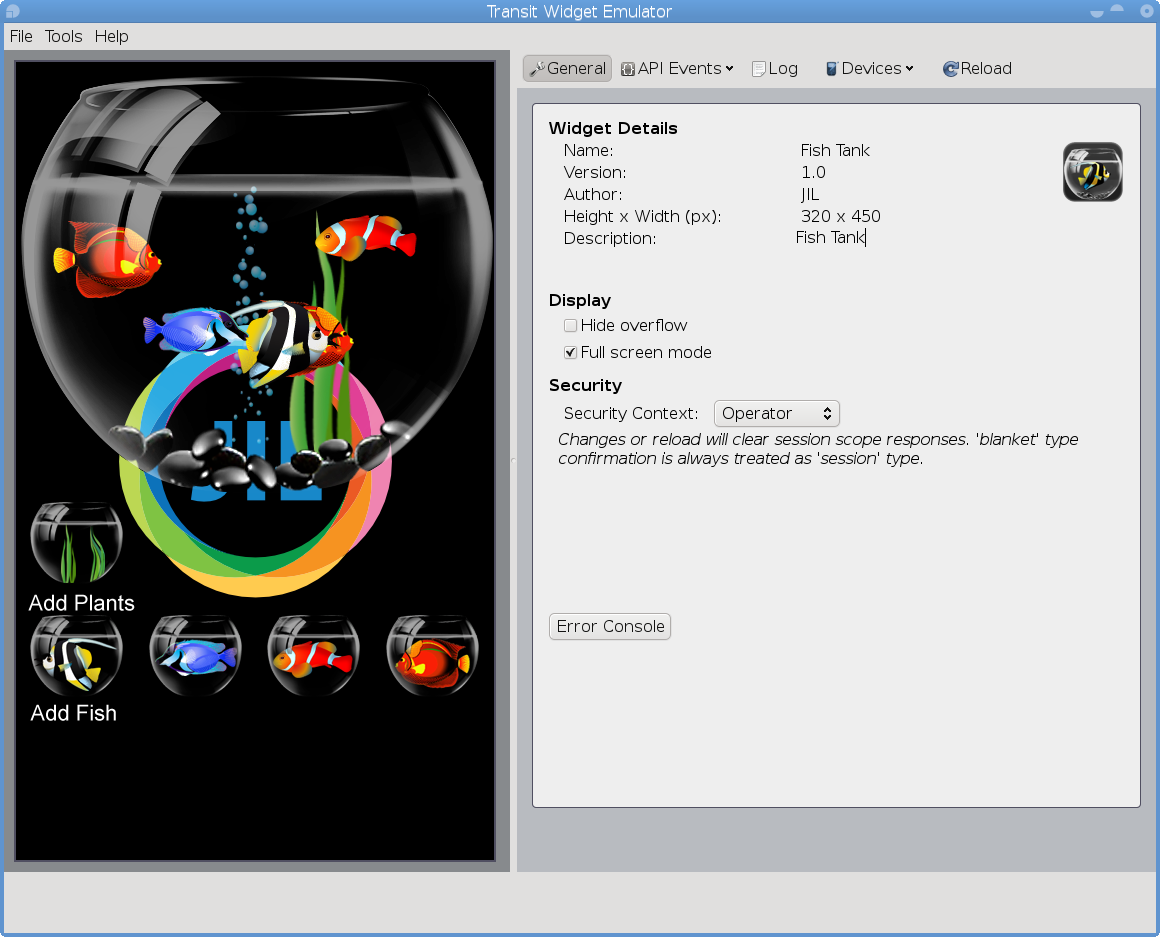 Transit Widget Emulator
File Tools Help
General API Events Log Devices Reload
Widget Details
Name: Fish Tank
Version: 1.0
Author: JIL
Height x Width (px): 320 x 450
Description: Fish Tank
Display
Hide overflow
Full screen mode
Security
Security Context: Operator
Changes or reload will clear session scope responses. 'blanket' type
confirmation is always treated as 'session' type.
Error Console
JIL
Add Plants
Add Fish